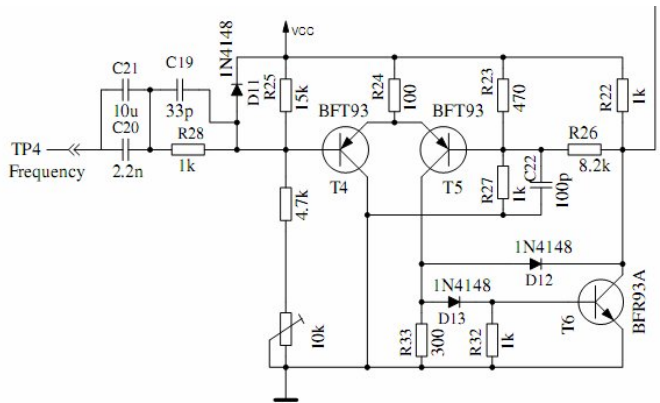 VCC
C21
10u
C20
2.2n
C19
33p
R28
1k
TP4
Frequency
1N4148
D11
R25
15k
BFT93
T4
R24
100
BFT93
T5
R23
470
R22
1k
R26
8.2k
R27
1k
C22
100p
4.7k
10k
1N4148
D12
1N4148
D13
R33
300
R32
1k
T6
BFR93A